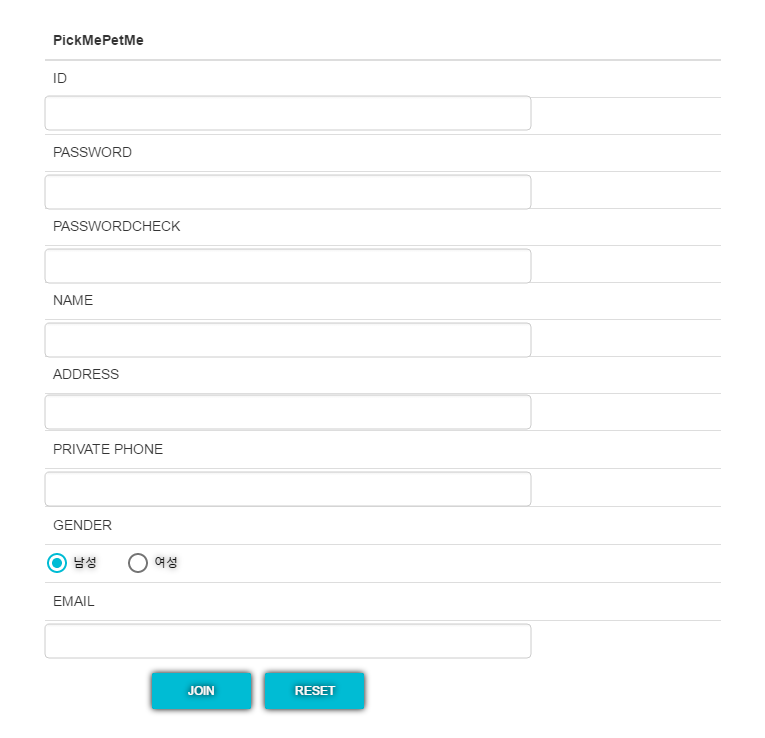 PickMePetMe
ID
PASSWORD
PASSWORDCHECK
NAME
ADDRESS
PRIVATE PHONE
GENDER
남성 여성
EMAIL
JOIN RESET